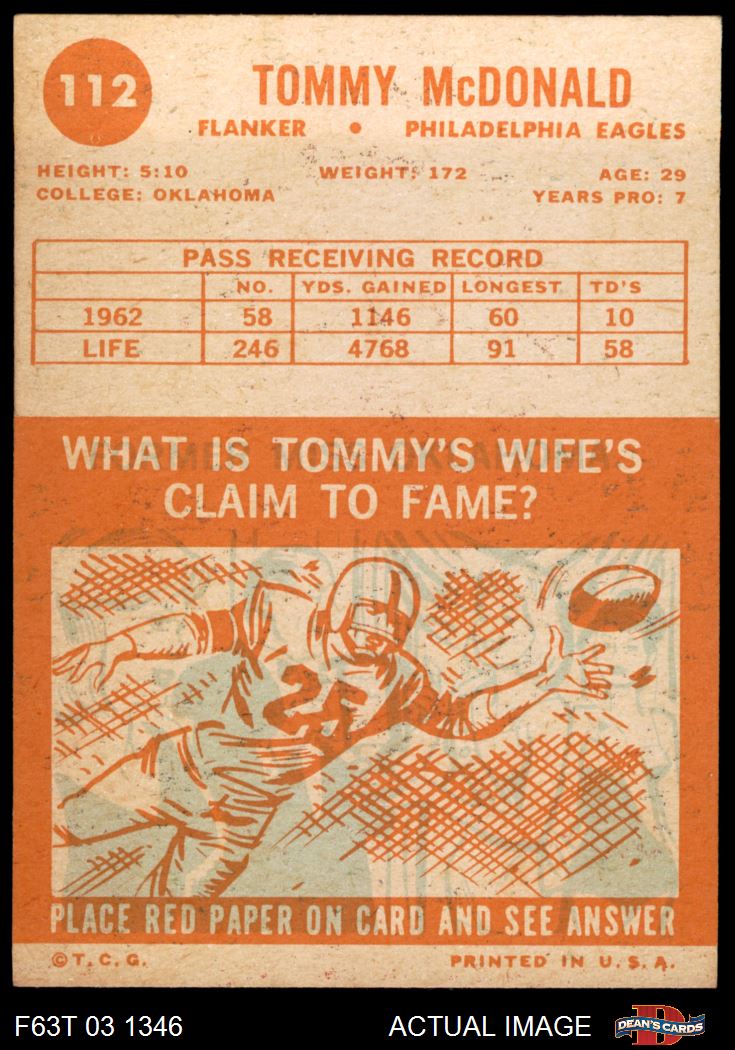 112
TOMMY McDONALD
FLANKER • PHILADELPHIA EAGLES
HEIGHT: 5:10 WEIGHT: 172 AGE: 29
COLLEGE: OKLAHOMA YEARS PRO: 7
PASS RECEIVING RECORD
NO. YDS. GAINED LONGEST TD'S
1962 58 1146 60 10
LIFE 246 4768 91 58
WHAT IS TOMMY'S WIFE'S
CLAIM TO FAME?
25
PLACE RED PAPER ON CARD AND SEE ANSWER
©T.C.G. PRINTED IN U.S.A.
F63T 03 1346 ACTUAL IMAGE D DEAN'S CARDS